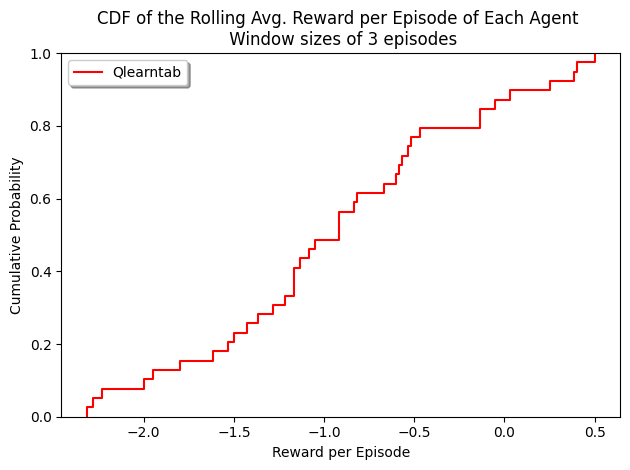 CDF of the Rolling Avg. Reward per Episode of Each Agent
Window sizes of 3 episodes
Qlearntab
1.0
0.8
0.6
0.4
0.2
0.0
Cumulative Probability
−2.0
−1.5
−1.0
−0.5
0.0
0.5
Reward per Episode